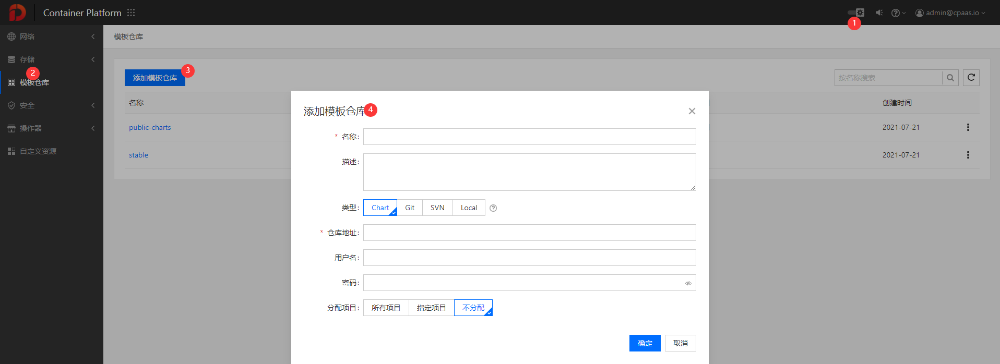 Container Platform
admin@cpaas.io
1
网络
存储
2
模板仓库
安全
操作器
自定义资源
模板仓库
添加模板仓库
3
按名称搜索
名称
创建时间
public-charts
2021-07-21
stable
2021-07-21
添加模板仓库
4
* 名称:
描述:
类型: Chart Git SVN Local
* 仓库地址:
用户名:
密码:
分配项目: 所有项目 指定项目 不分配
确定 取消